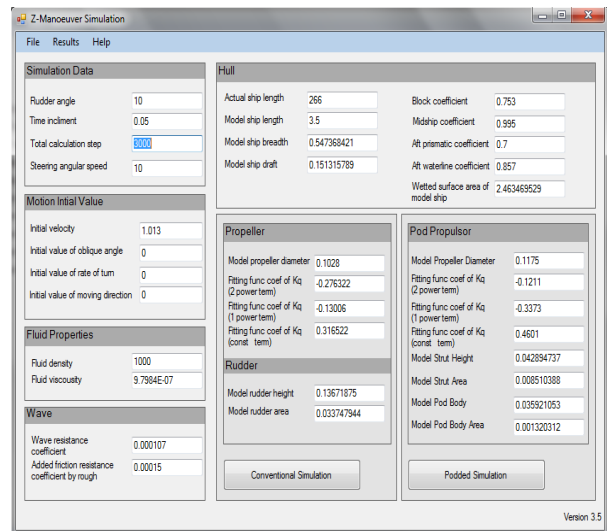 Z-Manoeuver Simulation
File Results Help
Simulation Data
Rudder angle 10
Time incliment 0.05
Total calculation step 3000
Steering angular speed 10
Motion Intial Value
Initial velocity 1.013
Initial value of oblique angle 0
Initial value of rate of turn 0
Initial value of moving direction 0
Fluid Properties
Fluid density 1000
Fluid viscousity 9.7984E-07
Wave
Wave resistance
coefficient 0.000107
Added friction resistance
coefficient by rough 0.00015
Hull
Actual ship length 266
Model ship length 3.5
Model ship breadth 0.547368421
Model ship draft 0.151315789
Block coefficient 0.753
Midship coefficient 0.995
Aft prismatic coefficient 0.7
Aft waterline coefficient 0.857
Wetted surface area of
model ship 2.463469529
Propeller
Model propeller diameter 0.1028
Fitting func coef of Kq
(2 power term) -0.276322
Fitting func coef of Kq
(1 power term) -0.13006
Fitting func coef of Kq
(const term) 0.316522
Rudder
Model rudder height 0.13671875
Model rudder area 0.033747944
Conventional Simulation
Pod Propulsor
Model Propeller Diameter 0.1175
Fitting func coef of Kq
(2 power term) -0.1211
Fitting func coef of Kq
(1 power term) -0.3373
Fitting func coef of Kq
(const term) 0.4601
Model Strut Height 0.042894737
Model Strut Area 0.008510388
Model Pod Body 0.035921053
Model Pod Body Area 0.001320312
Podded Simulation
Version 3.5